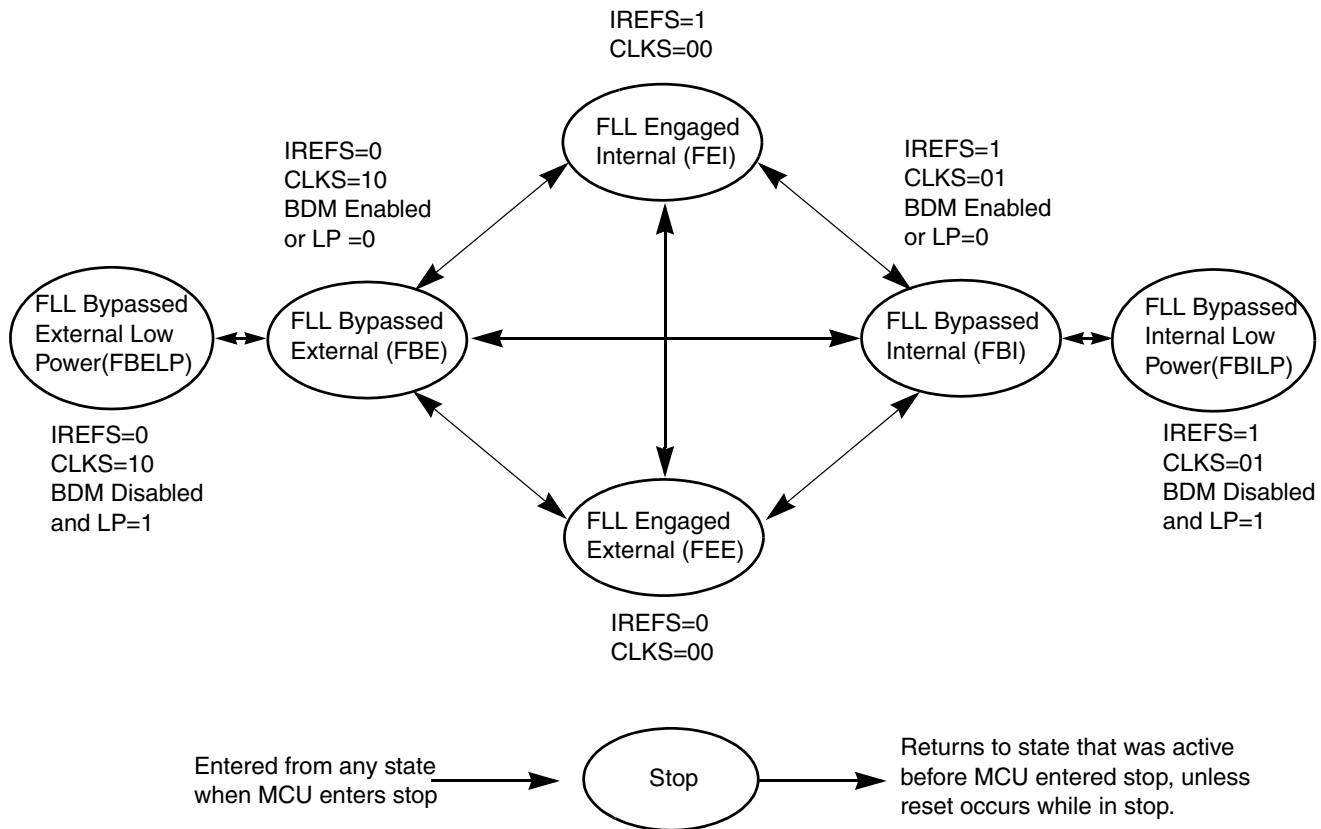 IREFS=1
CLKS=00
FLL Engaged
Internal (FEI)
IREFS=0
CLKS=10
BDM Enabled
or LP =0
IREFS=1
CLKS=01
BDM Enabled
or LP=0
FLL Bypassed
External Low
Power(FBELP)
FLL Bypassed
External (FBE)
FLL Bypassed
Internal (FBI)
FLL Bypassed
Internal Low
Power(FBILP)
IREFS=0
CLKS=10
BDM Disabled
and LP=1
IREFS=1
CLKS=01
BDM Disabled
and LP=1
FLL Engaged
External (FEE)
IREFS=0
CLKS=00
Entered from any state
when MCU enters stop
Stop
Returns to state that was active
before MCU entered stop, unless
reset occurs while in stop.